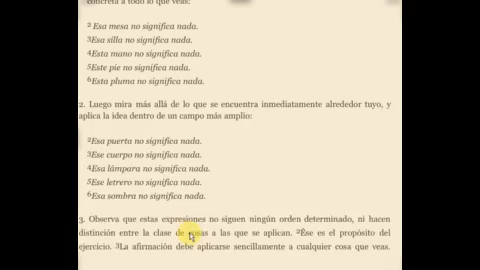 concreta a todo lo que veas:
2 Esa mesa no significa nada.
3Esa silla no significa nada.
4Esta mano no significa nada.
5Este pie no significa nada.
6Esta pluma no significa nada.
2. Luego mira más allá de lo que se encuentra inmediatamente alrededor tuyo, y
aplica la idea dentro de un campo más amplio:
2Esa puerta no significa nada.
3Ese cuerpo no significa nada.
4Esa lámpara no significa nada.
5Ese letrero no significa nada.
6Esa sombra no significa nada.
3. Observa que estas expresiones no siguen ningún orden determinado, ni hacen
distinción entre la clase de cosas a las que se aplican. 2Ése es el propósito del
ejercicio. 3La afirmación debe aplicarse sencillamente a cualquier cosa que veas.